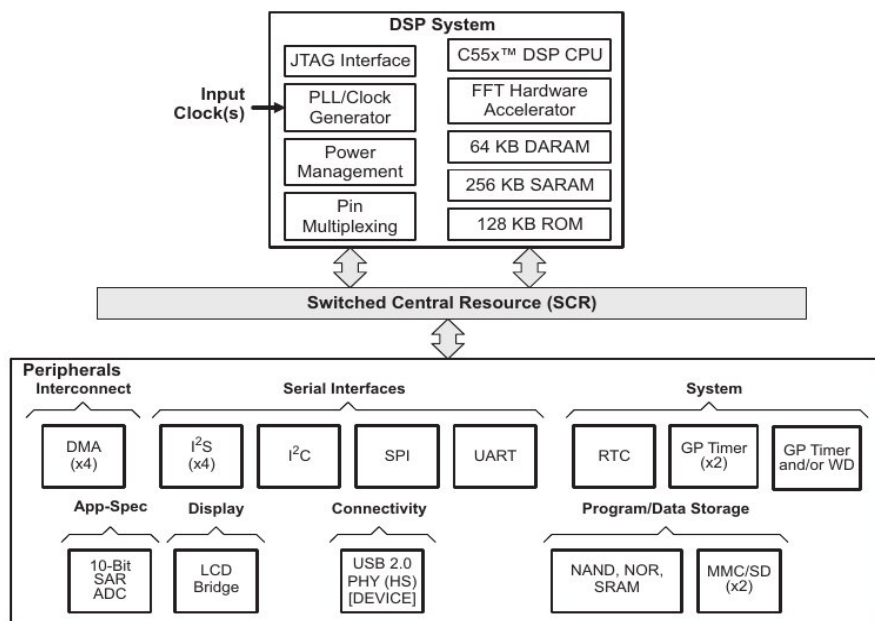 DSP System
JTAG Interface
C55x™ DSP CPU
Input
Clock(s)
PLL/Clock
Generator
FFT Hardware
Accelerator
Power
Management
64 KB DARAM
256 KB SARAM
Pin
Multiplexing
128 KB ROM
Switched Central Resource (SCR)
Peripherals
Interconnect
Serial Interfaces
System
DMA
(x4)
I²S
(x4)
I²C
SPI
UART
RTC
GP Timer
(x2)
GP Timer
and/or WD
App-Spec
Display
Connectivity
Program/Data Storage
10-Bit
SAR
ADC
LCD
Bridge
USB 2.0
PHY (HS)
[DEVICE]
NAND, NOR,
SRAM
MMC/SD
(x2)